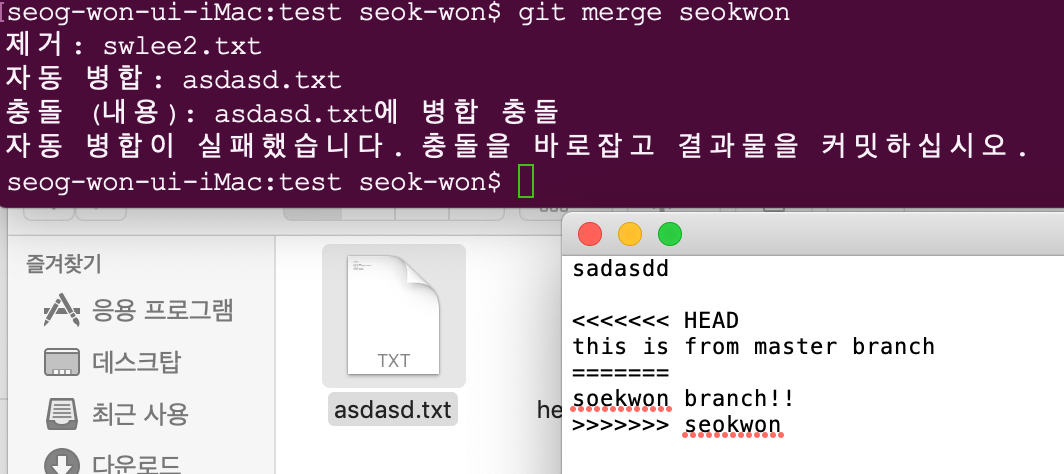 seog-won-ui-iMac:test seok-won$ git merge seokwon
제거: swlee2.txt
자동 병합: asdasd.txt
충돌 (내용): asdasd.txt에 병합 충돌
자동 병합이 실패했습니다. 충돌을 바로잡고 결과물을 커밋하십시오.
seog-won-ui-iMac:test seok-won$
즐겨찾기
응용 프로그램
데스크탑
최근 사용
다운로드
TXT
asdasd.txt
he
sadasdd
<<<<<<< HEAD
this is from master branch
=======
soekwon branch!!
>>>>>>> seokwon